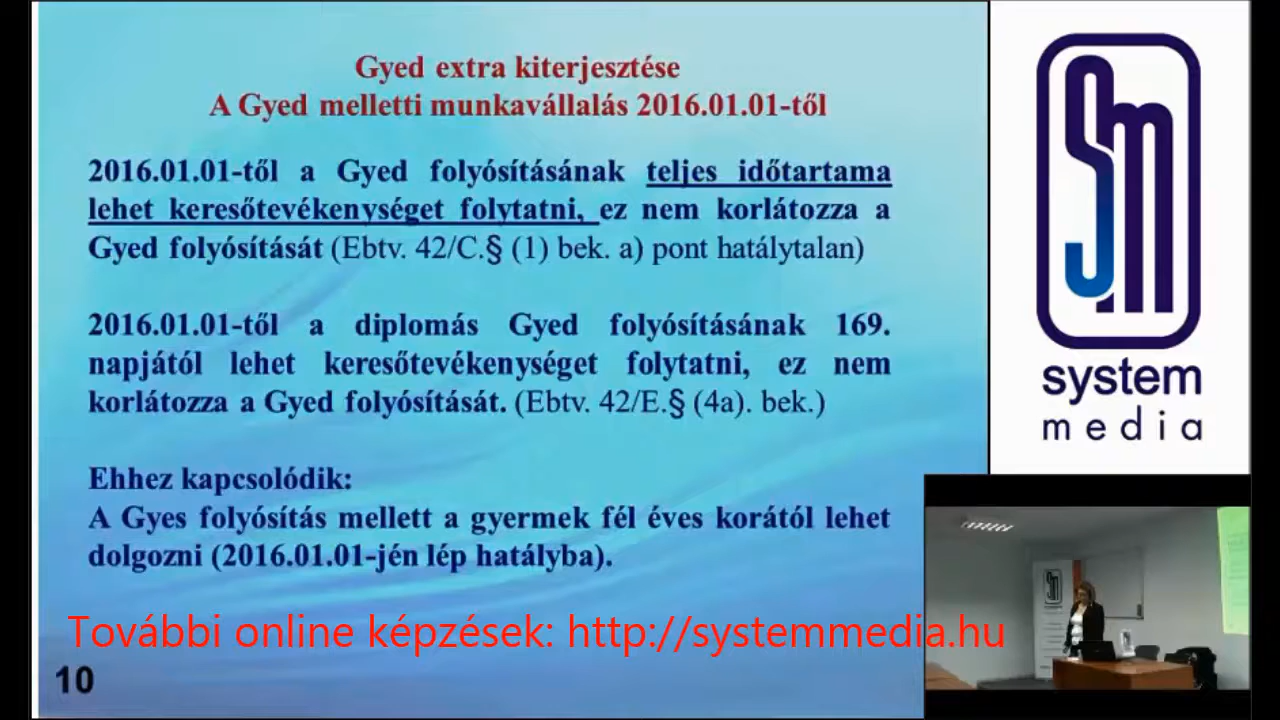 Gyed extra kiterjesztése
A Gyed melletti munkavállalás 2016.01.01-től
2016.01.01-től a Gyed folyósításának teljes időtartama
lehet keresőtevékenységet folytatni, ez nem korlátozza a
Gyed folyósítását (Ebtv. 42/C.§ (1) bek. a) pont hatálytalan)
2016.01.01-től a diplomás Gyed folyósításának 169.
napjától lehet keresőtevékenységet folytatni, ez nem
korlátozza a Gyed folyósítását. (Ebtv. 42/E.§ (4a). bek.)
Ehhez kapcsolódik:
A Gyes folyósítás mellett a gyermek fél éves korától lehet
dolgozni (2016.01.01-jén lép hatályba).
További online képzések: http://systemmedia.hu
10
sm
system
media